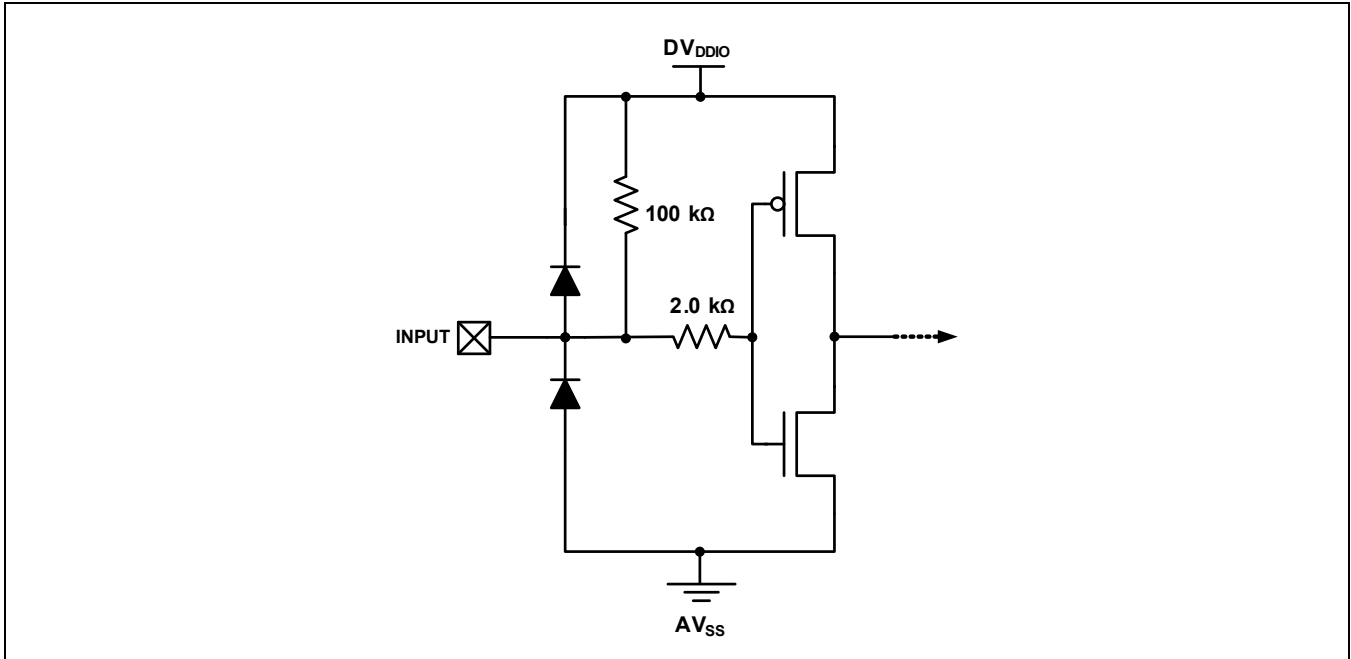 DVDDIO
100 kΩ
2.0 kΩ
INPUT
AVSS